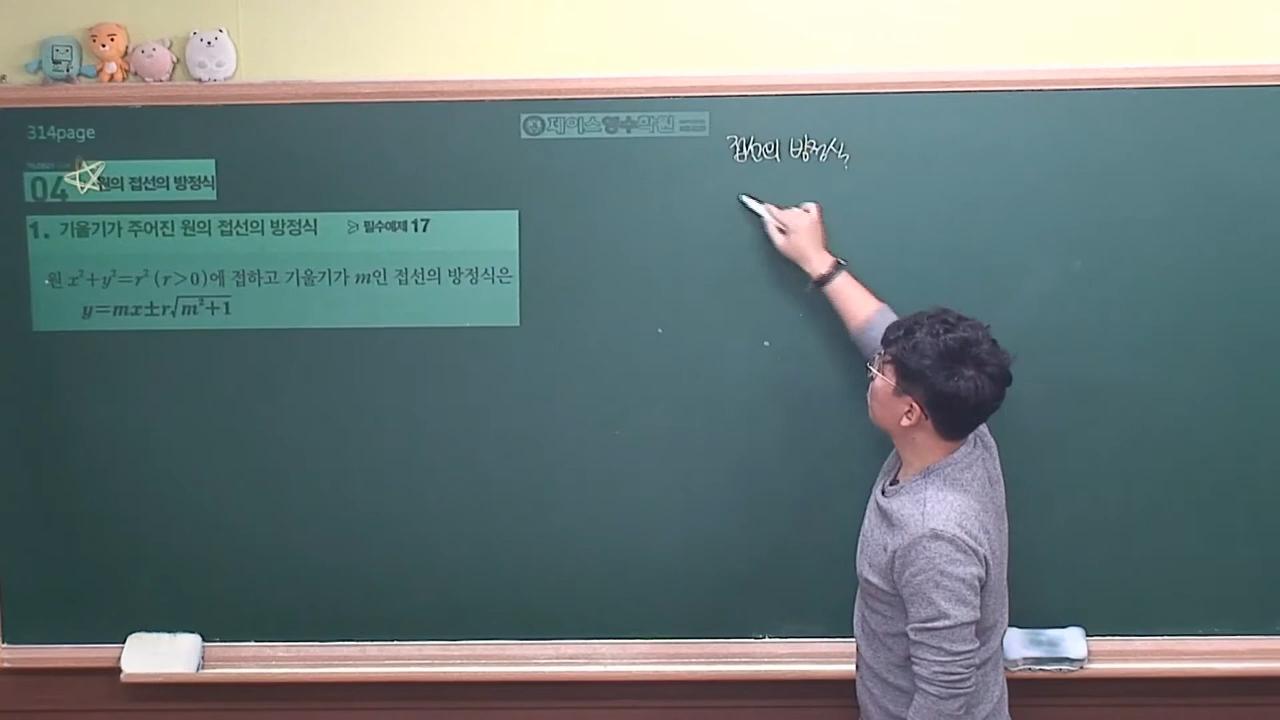 314page
제이스영수학원
접선의 방정식
04 원의 접선의 방정식
1. 기울기가 주어진 원의 접선의 방정식 필수예제 17
원 x²+y²=r² (r>0)에 접하고 기울기가 m인 접선의 방정식은
y=mx±r√(m²+1)